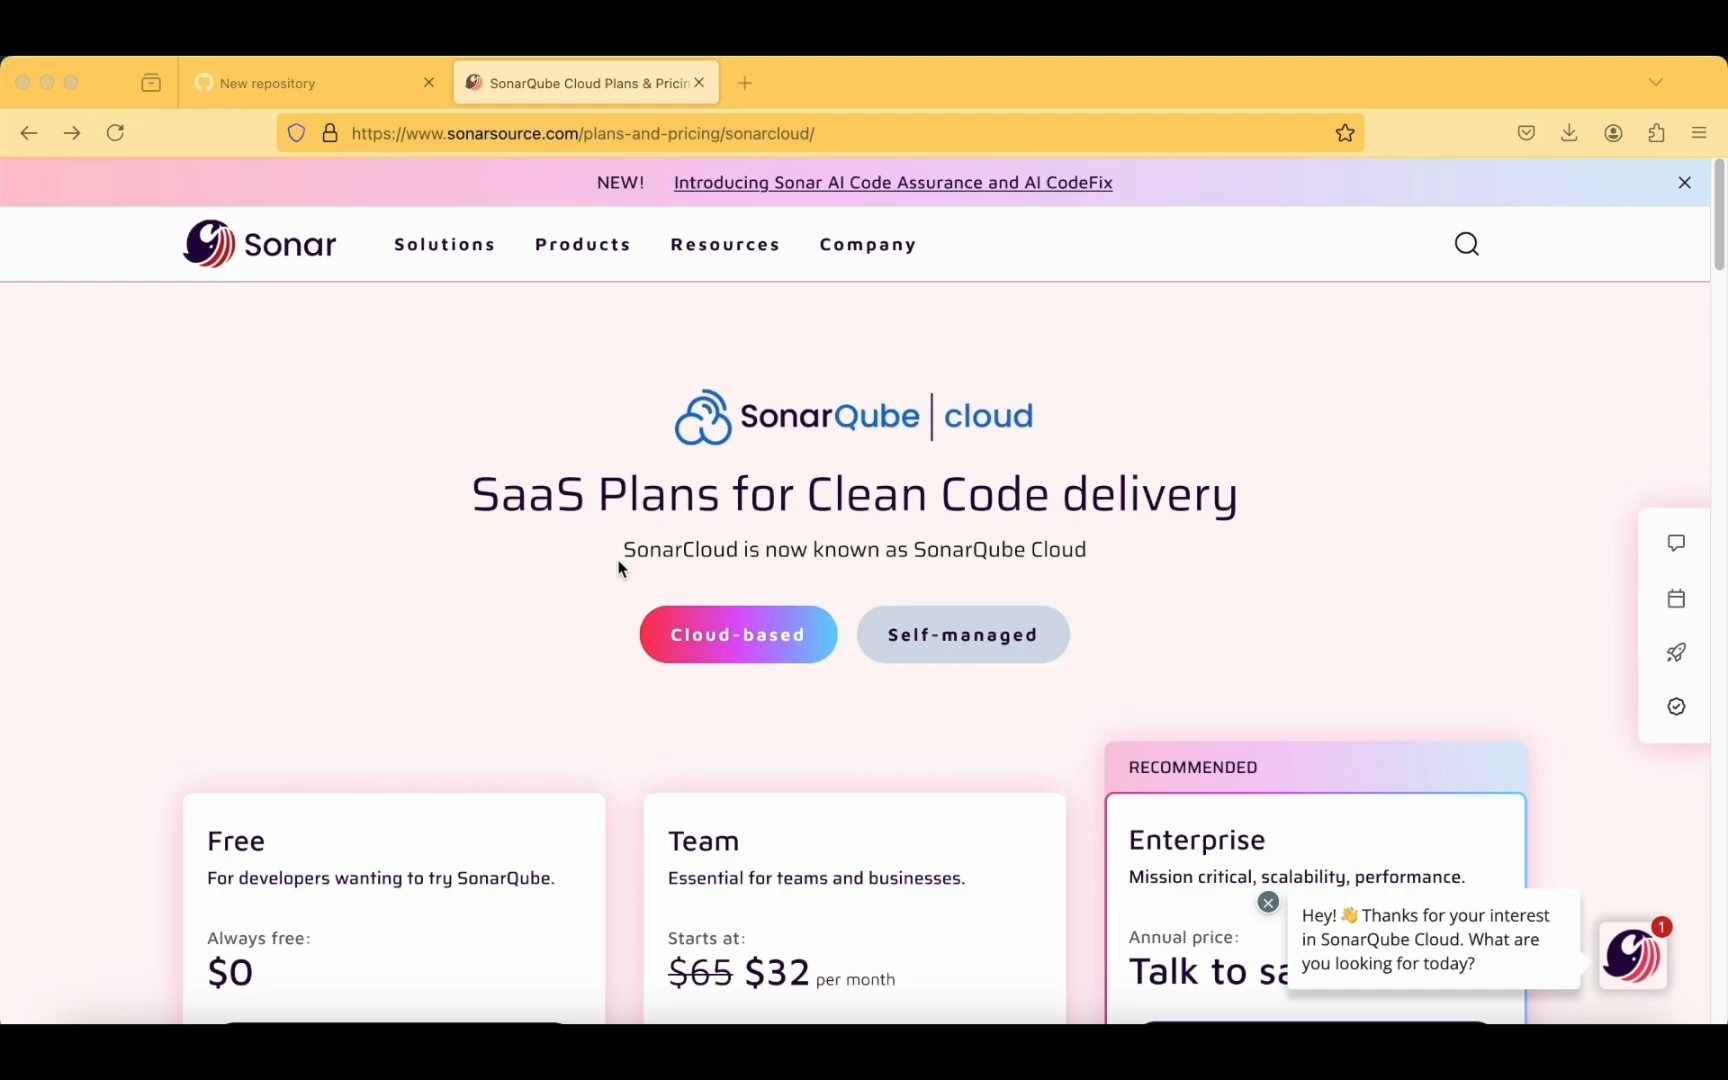 New repository
SonarQube Cloud Plans & Pricin
https://www.sonarsource.com/plans-and-pricing/sonarcloud/
NEW! Introducing Sonar AI Code Assurance and AI CodeFix
Sonar
Solutions
Products
Resources
Company
SonarQube | cloud
SaaS Plans for Clean Code delivery
SonarCloud is now known as SonarQube Cloud
Cloud-based
Self-managed
Free
For developers wanting to try SonarQube.
Always free:
$0
Team
Essential for teams and businesses.
Starts at:
$65 $32 per month
RECOMMENDED
Enterprise
Mission critical, scalability, performance.
Annual price:
Talk to sa
Hey! 👋 Thanks for your interest
in SonarQube Cloud. What are
you looking for today?
1